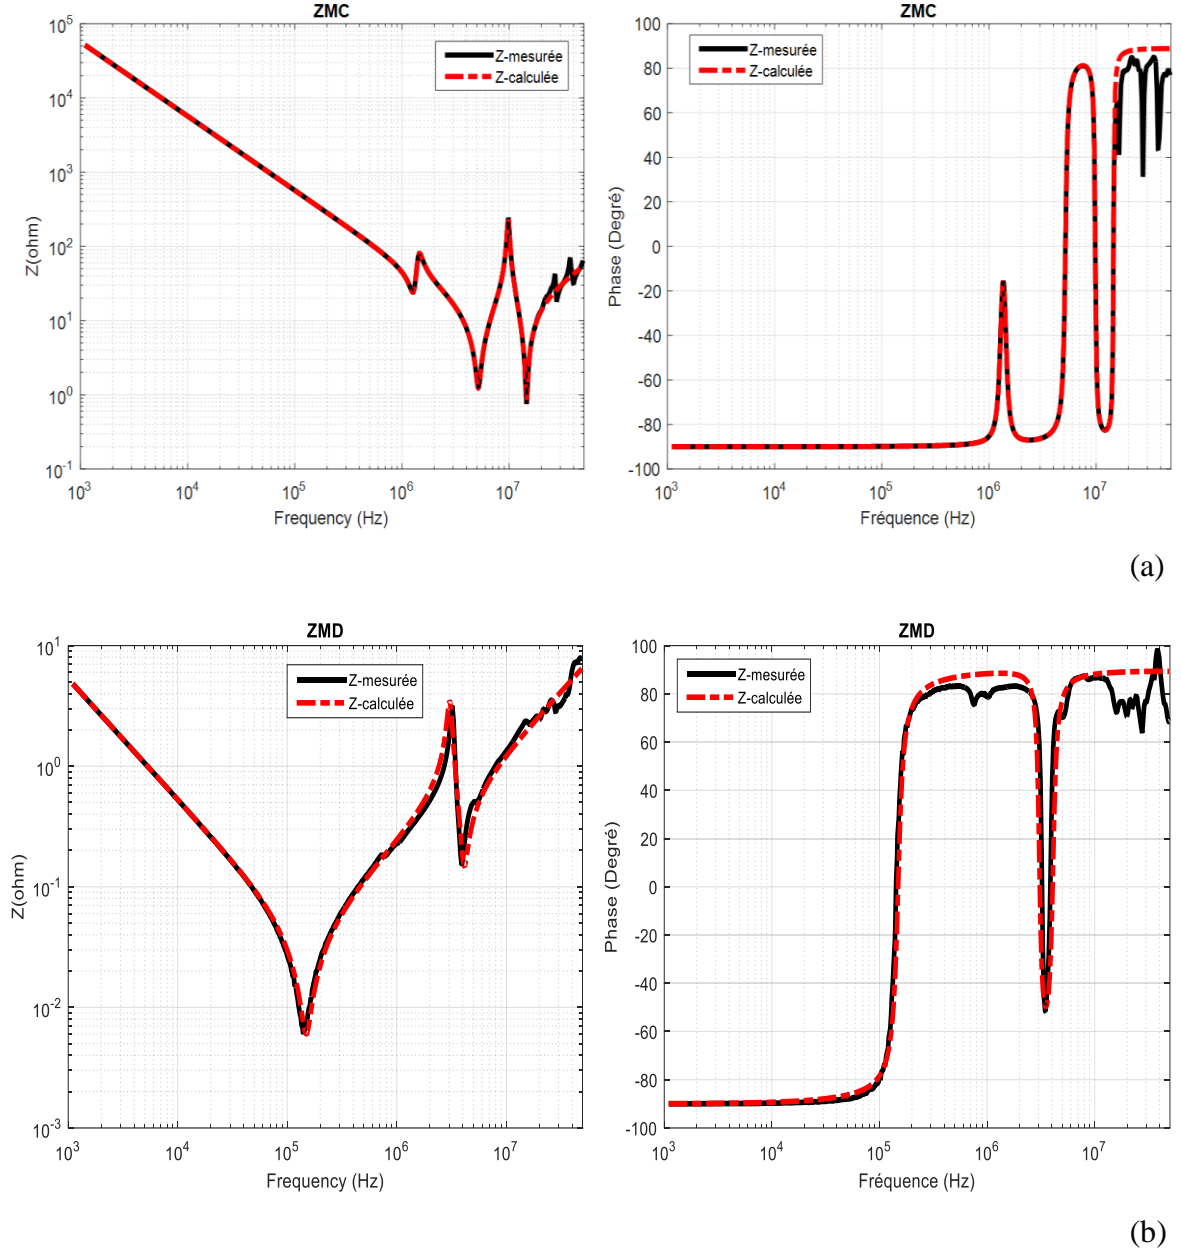 ZMC
10^5
10^4
10^3
10^2
10^1
10^0
10^-1
Z(ohm)
Z-mesurée
Z-calculée
10^3 10^4 10^5 10^6 10^7
Frequency (Hz)
ZMC
100
80
60
40
20
0
-20
-40
-60
-80
-100
Phase (Degré)
Z-mesurée
Z-calculée
10^3 10^4 10^5 10^6 10^7
Fréquence (Hz)
(a)
ZMD
10^1
10^0
10^-1
10^-2
10^-3
Z(ohm)
Z-mesurée
Z-calculée
10^3 10^4 10^5 10^6 10^7
Frequency (Hz)
ZMD
100
80
60
40
20
0
-80
-20
-40
-60
-80
-100
Phase (Degré)
Z-mesurée
Z-calculée
10^3 10^4 10^5 10^6 10^7
Fréquence (Hz)
(b)